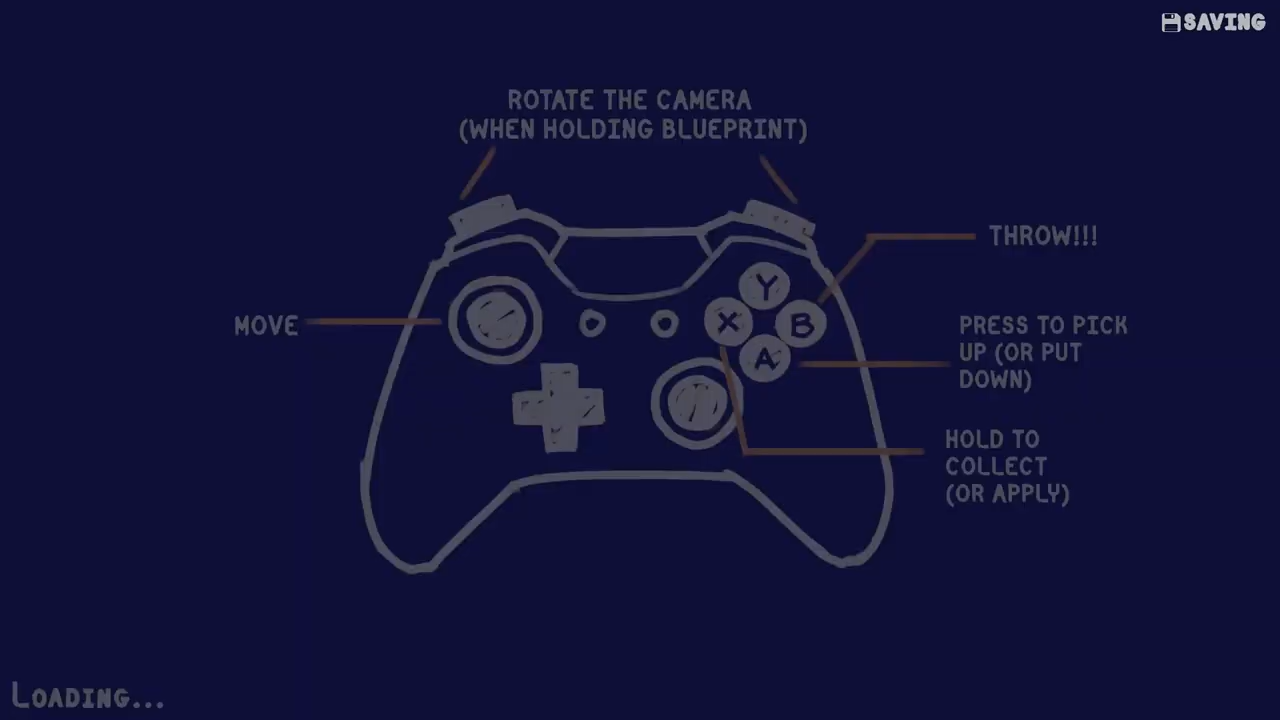 SAVING
ROTATE THE CAMERA
(WHEN HOLDING BLUEPRINT)
THROW!!!
Y
X
B
A
MOVE
PRESS TO PICK
UP (OR PUT
DOWN)
HOLD TO
COLLECT
(OR APPLY)
LOADING...